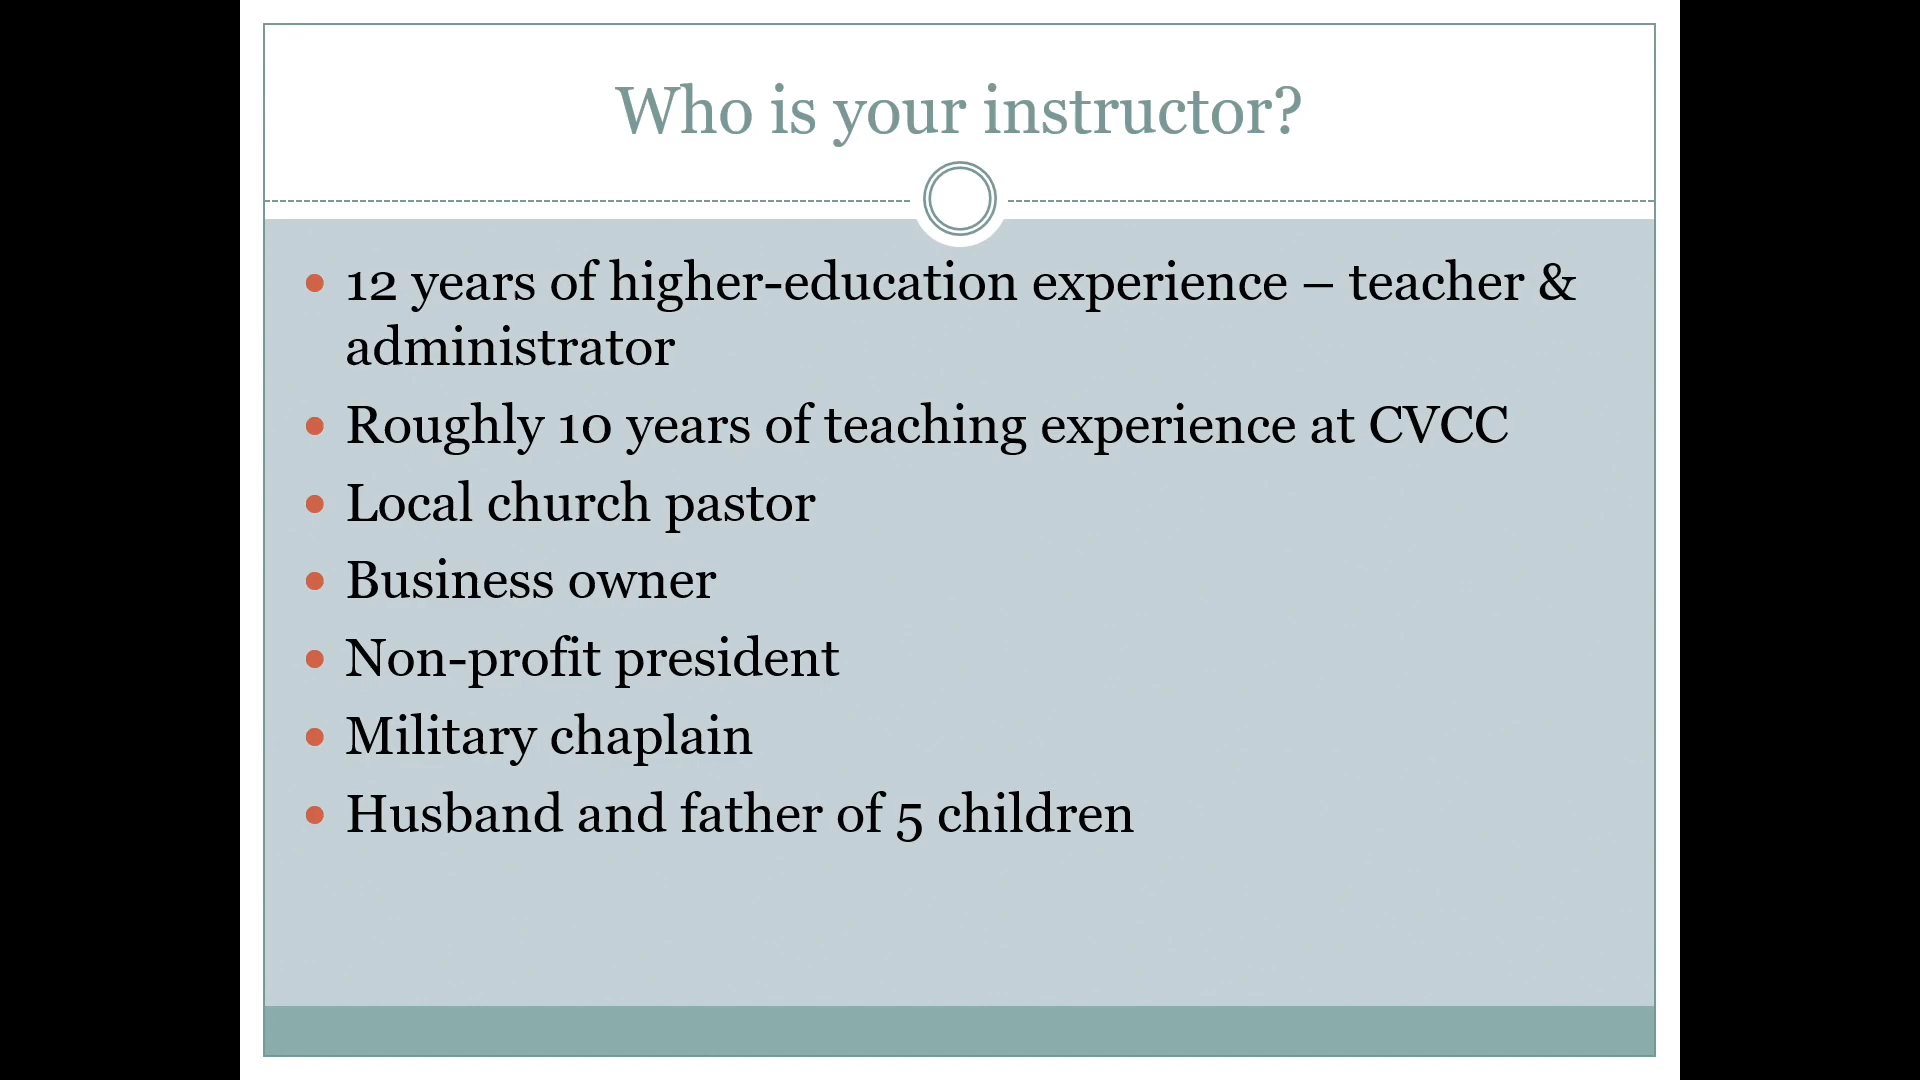 Who is your instructor?
• 12 years of higher-education experience – teacher &
administrator
• Roughly 10 years of teaching experience at CVCC
• Local church pastor
• Business owner
• Non-profit president
• Military chaplain
• Husband and father of 5 children